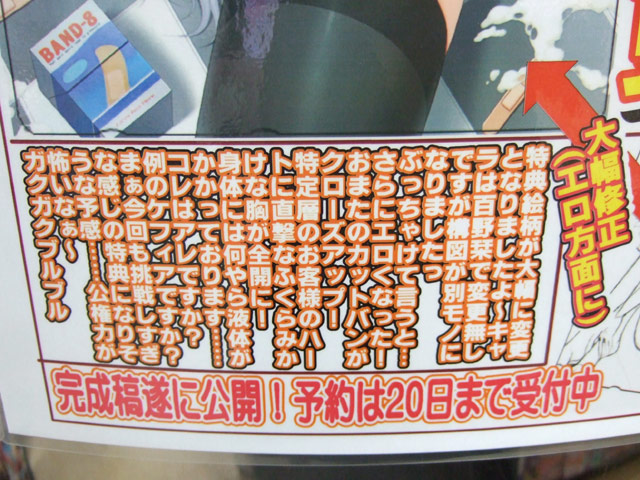 BAND-8
大幅修正
(エロ方面に)
特典絵柄が大幅に変更
となりましたよ～キャ
ラは百野栞で変更無し
ですが構図が別モノに
なりましたっ
ぶっちゃけて言うと…
さらにエロくなった！
おまたのカットバンが
クローズアップ！
特定層のお客様のハー
トに直撃なふくらみか
けな胸が全開に！
身体には何やら液体が
かかっております……
コレはアレですか？
例のケフィアですか？
まぁ今回も挑戦しすぎ
な感じの特典になりそ
うな予感……公権力が
怖いなぁ～
ガクガクブルブル
完成稿遂に公開！予約は20日まで受付中